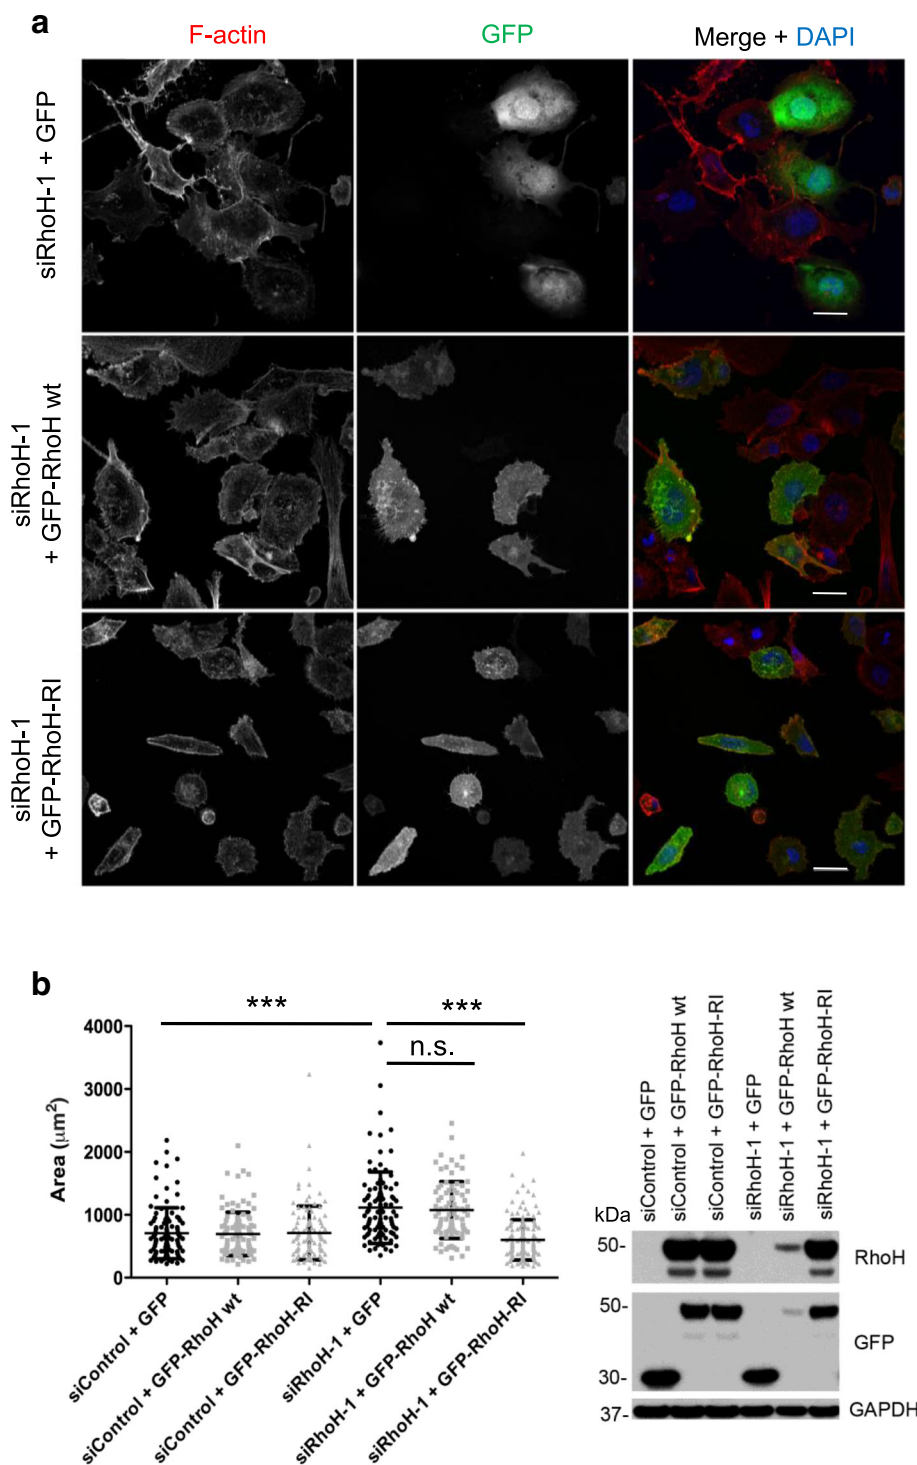 a
F-actin
GFP
Merge + DAPI
siRhoH-1 + GFP
siRhoH-1
+ GFP-RhoH wt
siRhoH-1
+ GFP-RhoH-RI
b
***
***
n.s.
Area (µm²)
4000
3000
2000
1000
0
siControl + GFP
siControl + GFP-RhoH wt
siControl + GFP-RhoH-RI
siRhoH-1 + GFP
siRhoH-1 + GFP-RhoH wt
siRhoH-1 + GFP-RhoH-RI
siControl + GFP
siControl + GFP-RhoH wt
siControl + GFP-RhoH-RI
siRhoH-1 + GFP
siRhoH-1 + GFP-RhoH wt
siRhoH-1 + GFP-RhoH-RI
kDa
50-
RhoH
50-
GFP
30-
37-
GAPDH